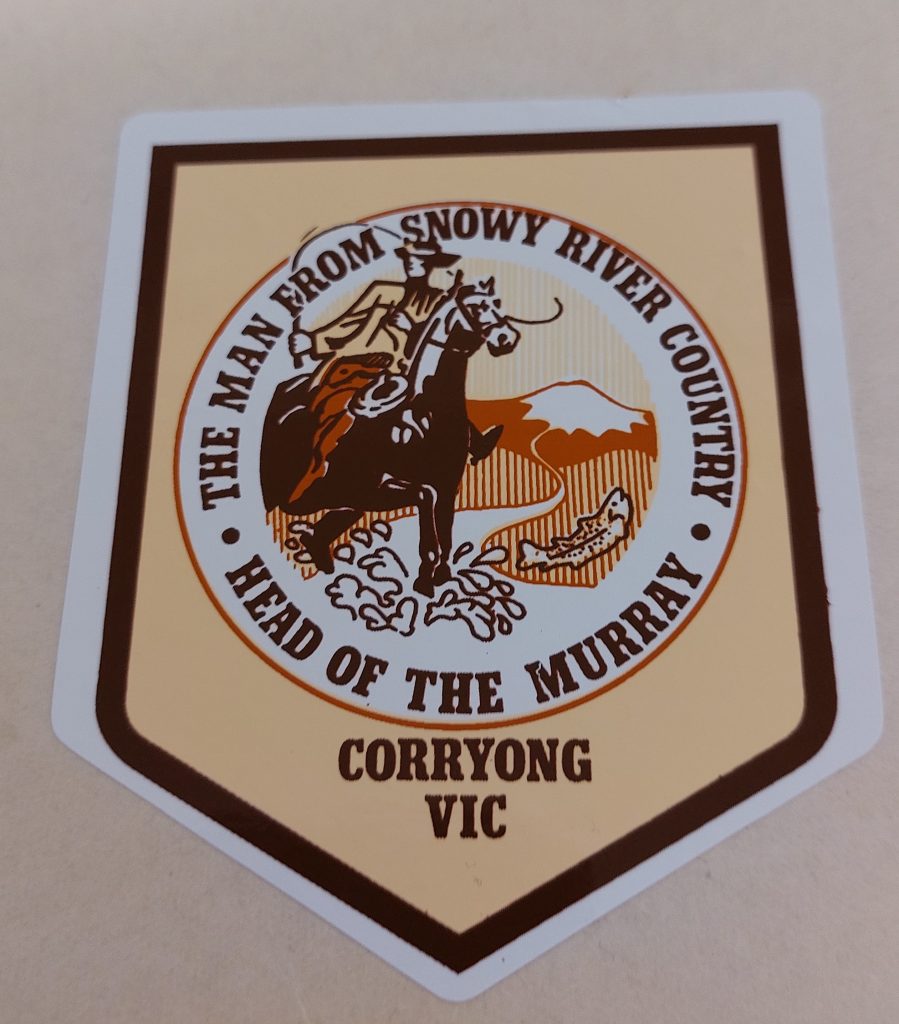 THE MAN FROM SNOWY RIVER COUNTRY
• HEAD OF THE MURRAY •
CORRYONG
VIC